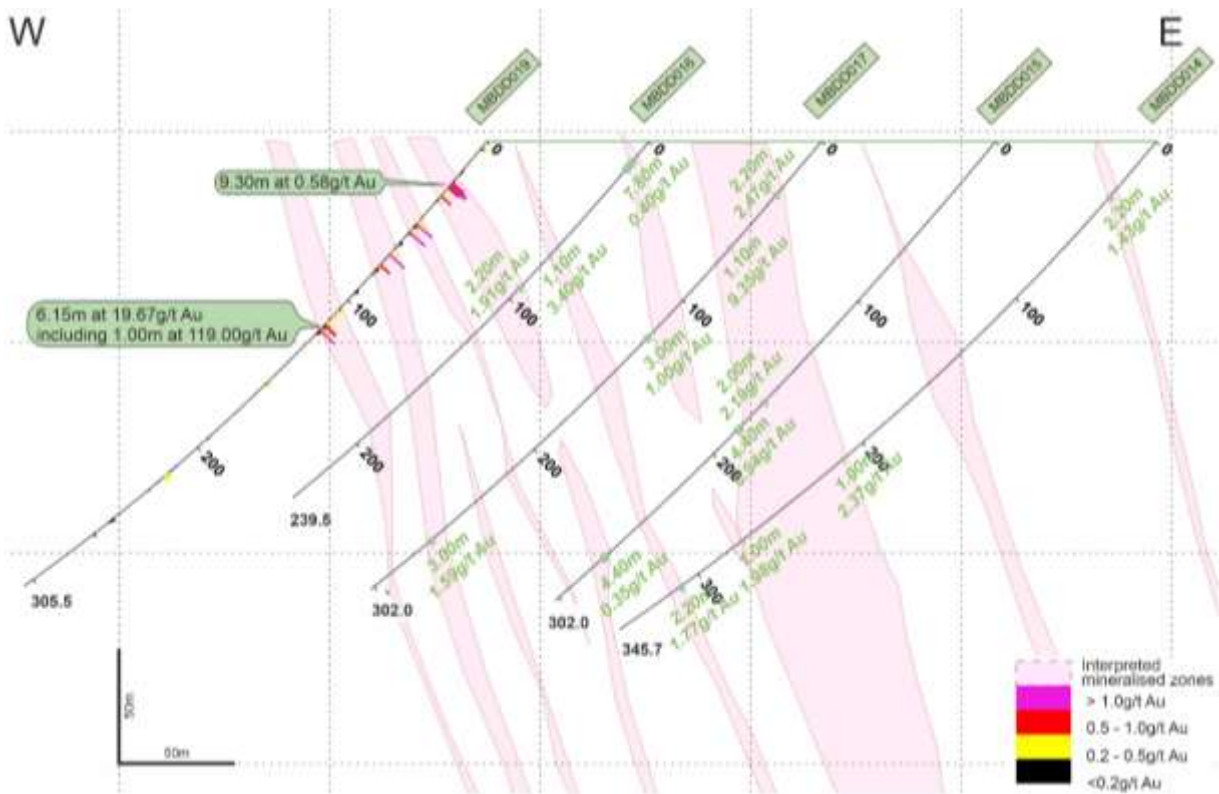 W
E
MBDD019
MBDD016
MBDD017
MBDD015
MBDD014
0
0
0
0
0
9.30m at 0.58g/t Au
7.80m
0.40g/t Au
2.20m
2.47g/t Au
2.20m
1.43g/t Au
2.20m
1.91g/t Au
1.10m
3.40g/t Au
1.10m
9.35g/t Au
6.15m at 19.67g/t Au
including 1.00m at 119.00g/t Au
100
100
100
100
100
3.00m
1.00g/t Au
2.00m
2.19g/t Au
4.40m
200
200
200
200
200
1.00m
2.37g/t Au
239.5
3.00m
1.59g/t Au
4.40m
0.35g/t Au
1.00m
1.98g/t Au
300
2.20m
1.77g/t Au
305.5
302.0
302.0
345.7
50m
50m
Interpreted
mineralised zones
> 1.0g/t Au
0.5 - 1.0g/t Au
0.2 - 0.5g/t Au
<0.2g/t Au